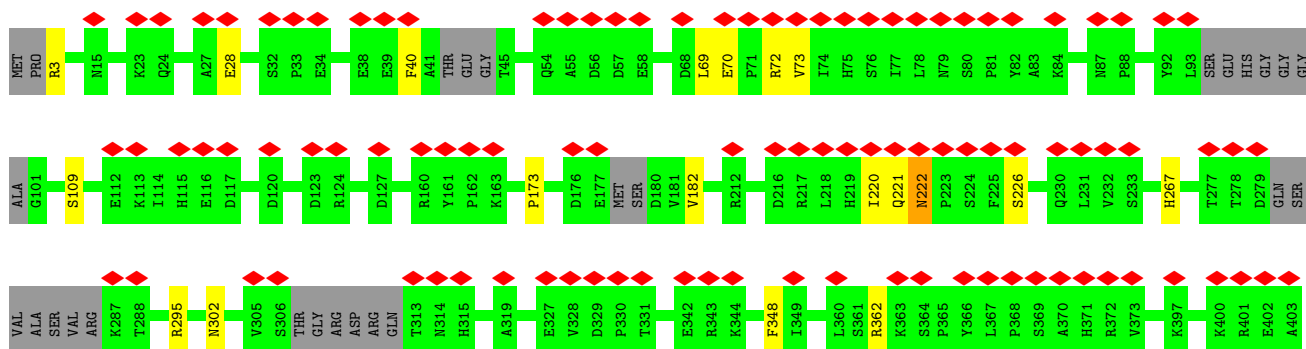 MET PRO R3 N15 K23 Q24 A27 E28 S32 P33 E34 E38 E39 F40 A41 THR GLU GLY T45 Q54 A55 D56 D57 E58 D68 L69 E70 P71 R72 V73 I74 H75 S76 I77 L78 N79 S80 P81 Y82 A83 K84 N87 P88 Y92 L93 SER GLU HIS GLY GLY GLY
ALA G101 S109 E112 K113 I114 H115 E116 D117 D120 D123 R124 D127 R160 Y161 P162 K163 P173 D176 E177 MET SER D180 V181 V182 R212 D216 R217 L218 H219 I220 Q221 N222 P223 S224 F225 S226 Q230 L231 V232 S233 H267 T277 T278 D279 GLN SER
VAL ALA SER VAL ARG K287 T288 R295 N302 V305 S306 THR GLY ARG ASP ARG GLN T313 N314 H315 A319 E327 V328 D329 P330 T331 E342 R343 K344 F348 I349 L360 S361 R362 K363 S364 P365 Y366 L367 P368 S369 A370 H371 R372 V373 K397 K400 R401 E402 A403